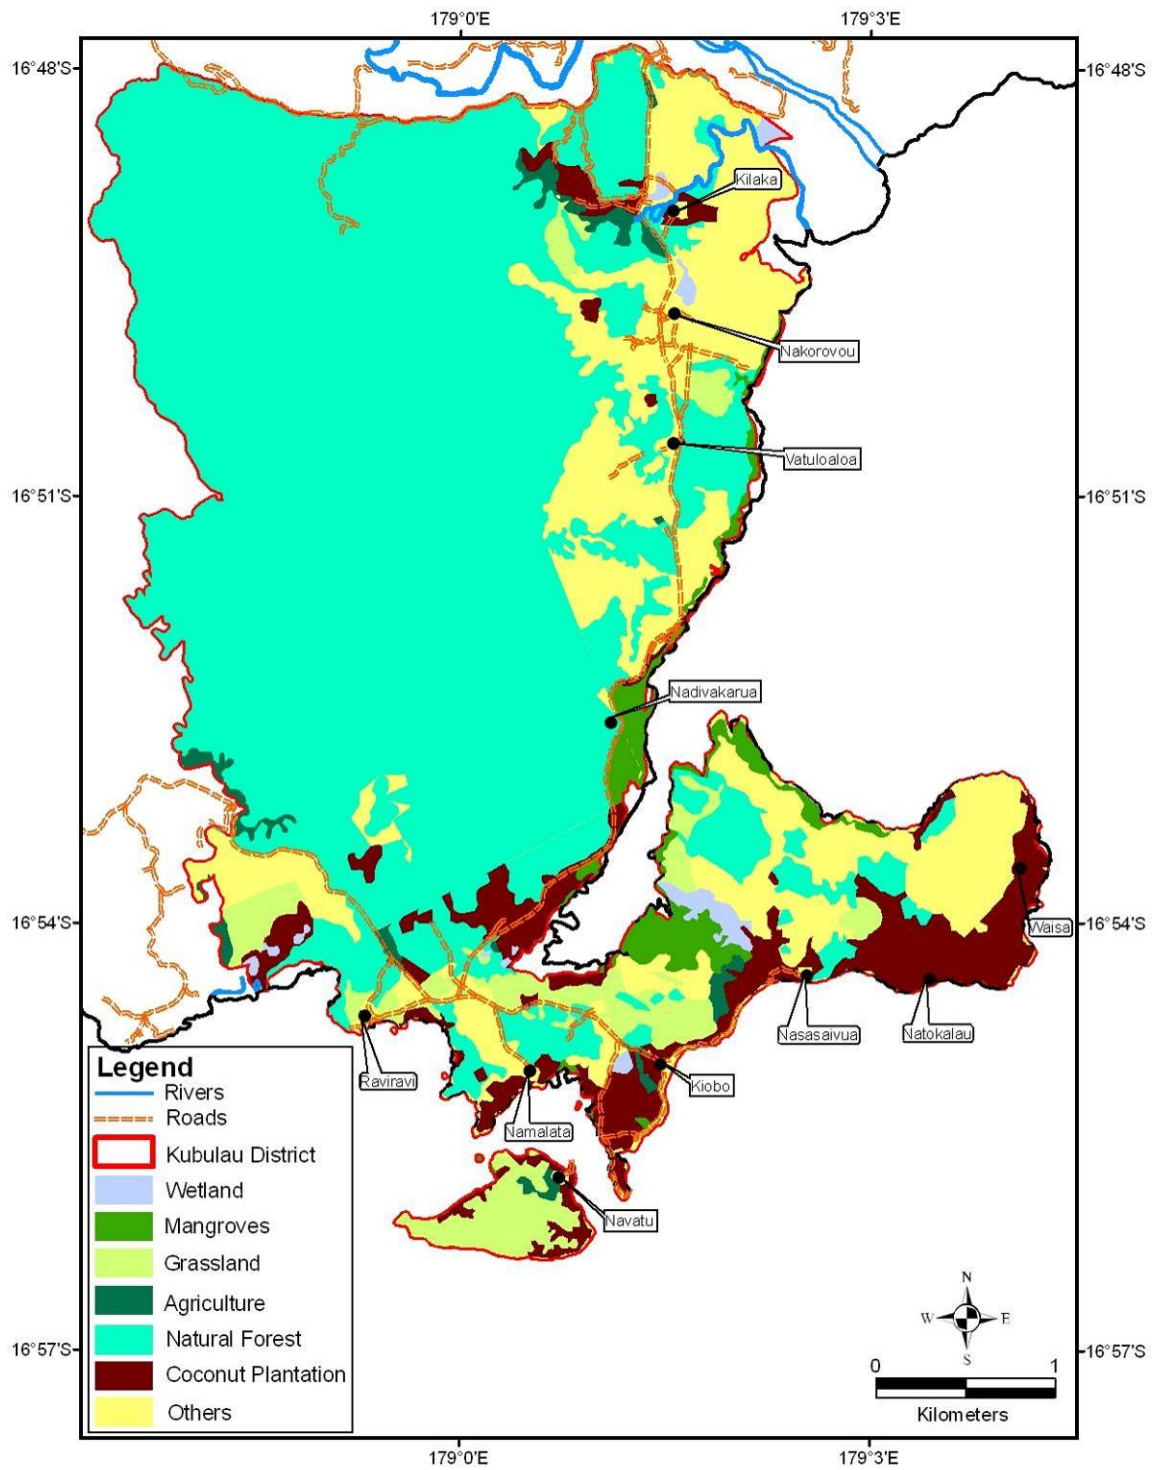 179°0'E
179°3'E
16°48'S
16°48'S
Kilaka
Nakorovou
Vatuloaloa
16°51'S
16°51'S
Nadivakarua
16°54'S
16°54'S
Waisa
Nasasaivua
Natokalau
Raviravi
Kiobo
Namalata
Navatu
Legend
Rivers
Roads
Kubulau District
Wetland
Mangroves
Grassland
Agriculture
Natural Forest
Coconut Plantation
Others
N
W
E
S
16°57'S
16°57'S
0
1
Kilometers
179°0'E
179°3'E